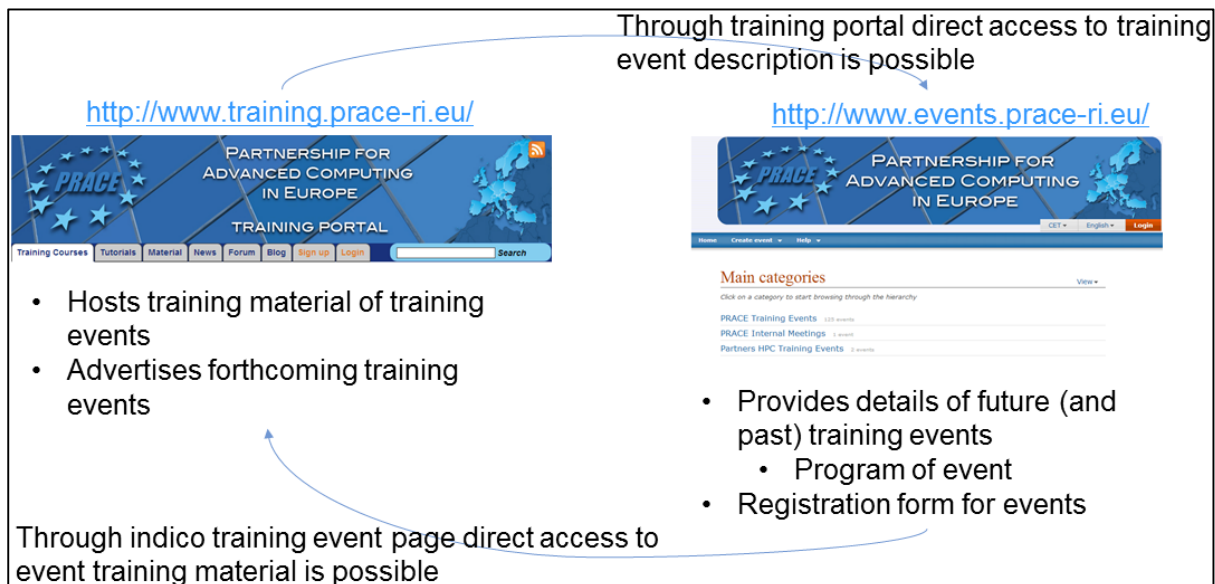 Through training portal direct access to training
event description is possible
http://www.training.prace-ri.eu/
PRACE
PARTNERSHIP FOR
ADVANCED COMPUTING
IN EUROPE
TRAINING PORTAL
Training Courses Tutorials Material News Forum Blog Sign up Login Search
• Hosts training material of training
events
• Advertises forthcoming training
events
http://www.events.prace-ri.eu/
PRACE
PARTNERSHIP FOR
ADVANCED COMPUTING
IN EUROPE
CET English Login
Home Create event Help
Main categories
View
Click on a category to start browsing through the hierarchy
PRACE Training Events 119 events
PRACE Internal Meetings 1 event
Partners HPC Training Events 2 events
• Provides details of future (and
past) training events
• Program of event
• Registration form for events
Through indico training event page direct access to
event training material is possible